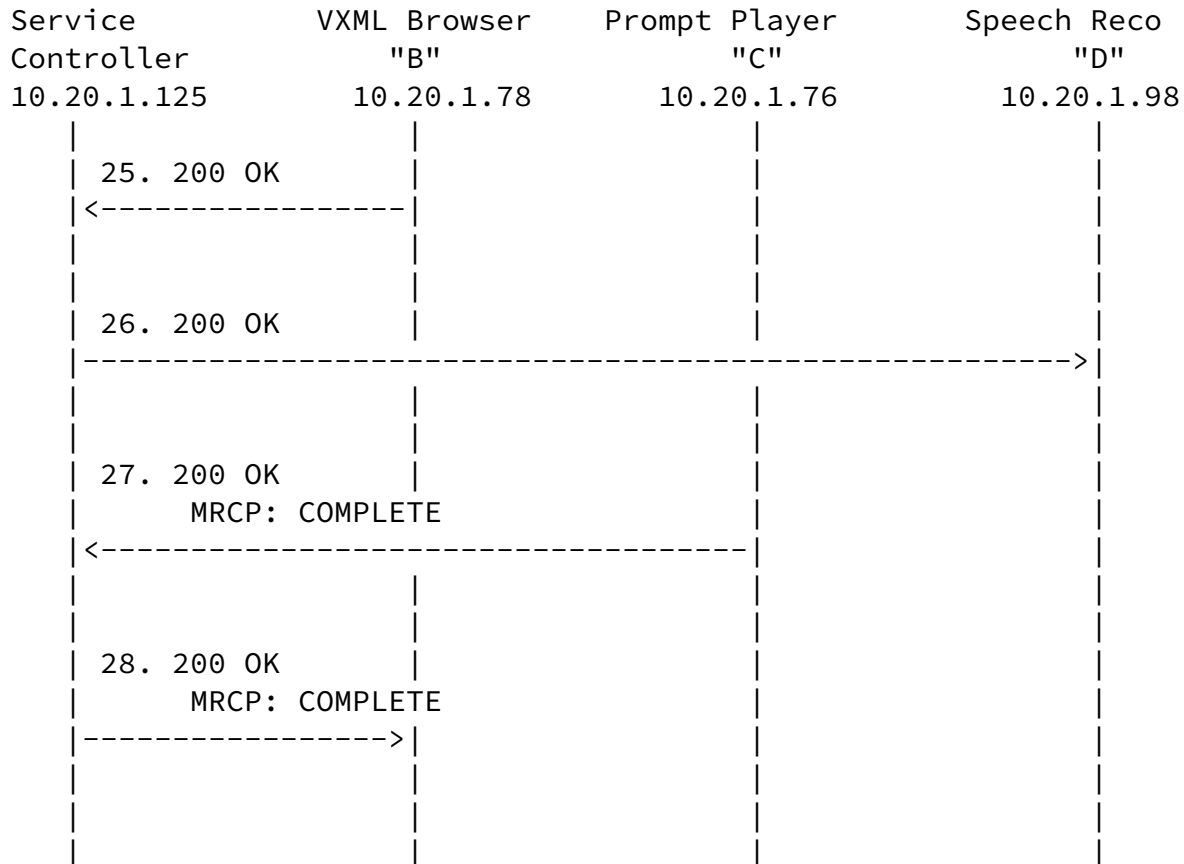 Service VXML Browser Prompt Player Speech Reco
Controller "B" "C" "D"
10.20.1.125 10.20.1.78 10.20.1.76 10.20.1.98
25. 200 OK
26. 200 OK
27. 200 OK
MRCP: COMPLETE
28. 200 OK
MRCP: COMPLETE